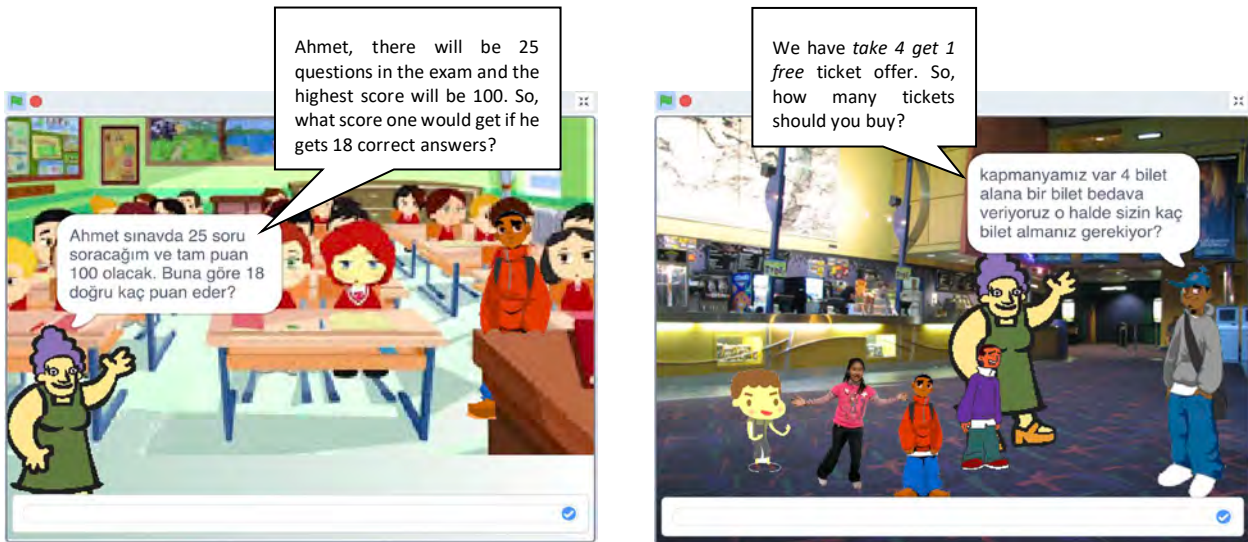 Ahmet, there will be 25
questions in the exam and the
highest score will be 100. So,
what score one would get if he
gets 18 correct answers?
Ahmet sınavda 25 soru
soracağım ve tam puan
100 olacak. Buna göre 18
doğru kaç puan eder?
We have take 4 get 1
free ticket offer. So,
how many tickets
should you buy?
kapmanyamız var 4 bilet
alana bir bilet bedava
veriyoruz o halde sizin kaç
bilet almanız gerekiyor?